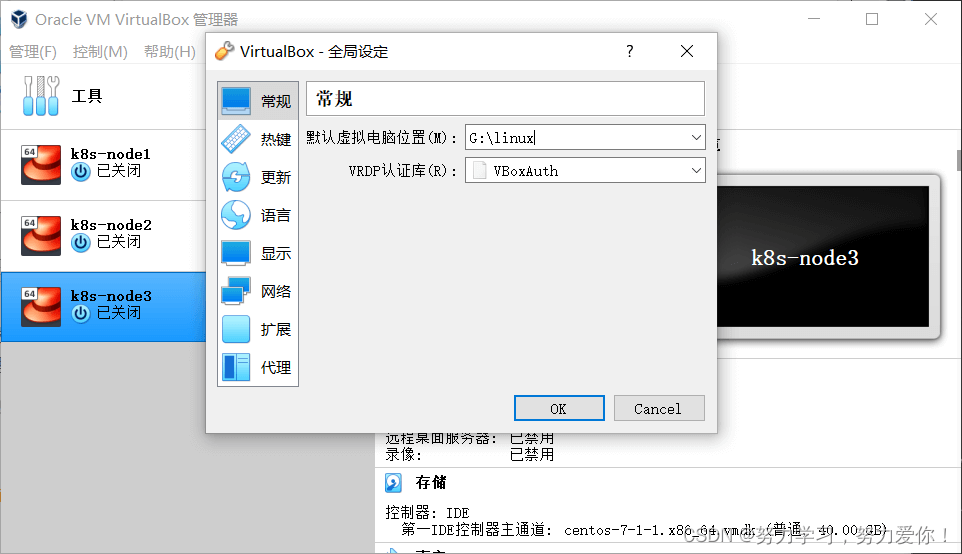 Oracle VM VirtualBox 管理器
管理(F) 控制(M) 帮助(H)
工具
64
k8s-node1
已关闭
64
k8s-node2
已关闭
64
k8s-node3
已关闭
VirtualBox - 全局设定
?
常规
热键
更新
语言
显示
网络
扩展
代理
常规
默认虚拟电脑位置(M): G:\linux
VRDP认证库(R): VBoxAuth
OK Cancel
k8s-node3
远程桌面服务器: 已禁用
录像: 已禁用
存储
控制器: IDE
第一IDE控制器主通道: centos-7-1-1.x86_64.vmdk (普通, 40.00 GB)
CSDN @努力学习，努力爱你！